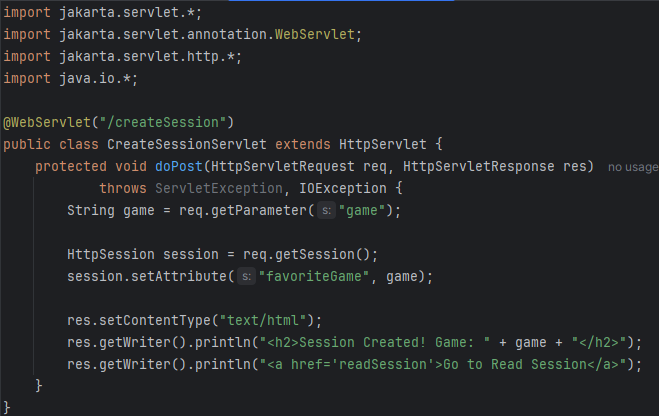 import jakarta.servlet.*;
import jakarta.servlet.annotation.WebServlet;
import jakarta.servlet.http.*;
import java.io.*;

@WebServlet("/createSession")
public class CreateSessionServlet extends HttpServlet {
    protected void doPost(HttpServletRequest req, HttpServletResponse res) no usage
            throws ServletException, IOException {
        String game = req.getParameter( s: "game");

        HttpSession session = req.getSession();
        session.setAttribute( s: "favoriteGame", game);

        res.setContentType("text/html");
        res.getWriter().println("<h2>Session Created! Game: " + game + "</h2>");
        res.getWriter().println("<a href='readSession'>Go to Read Session</a>");
    }
}